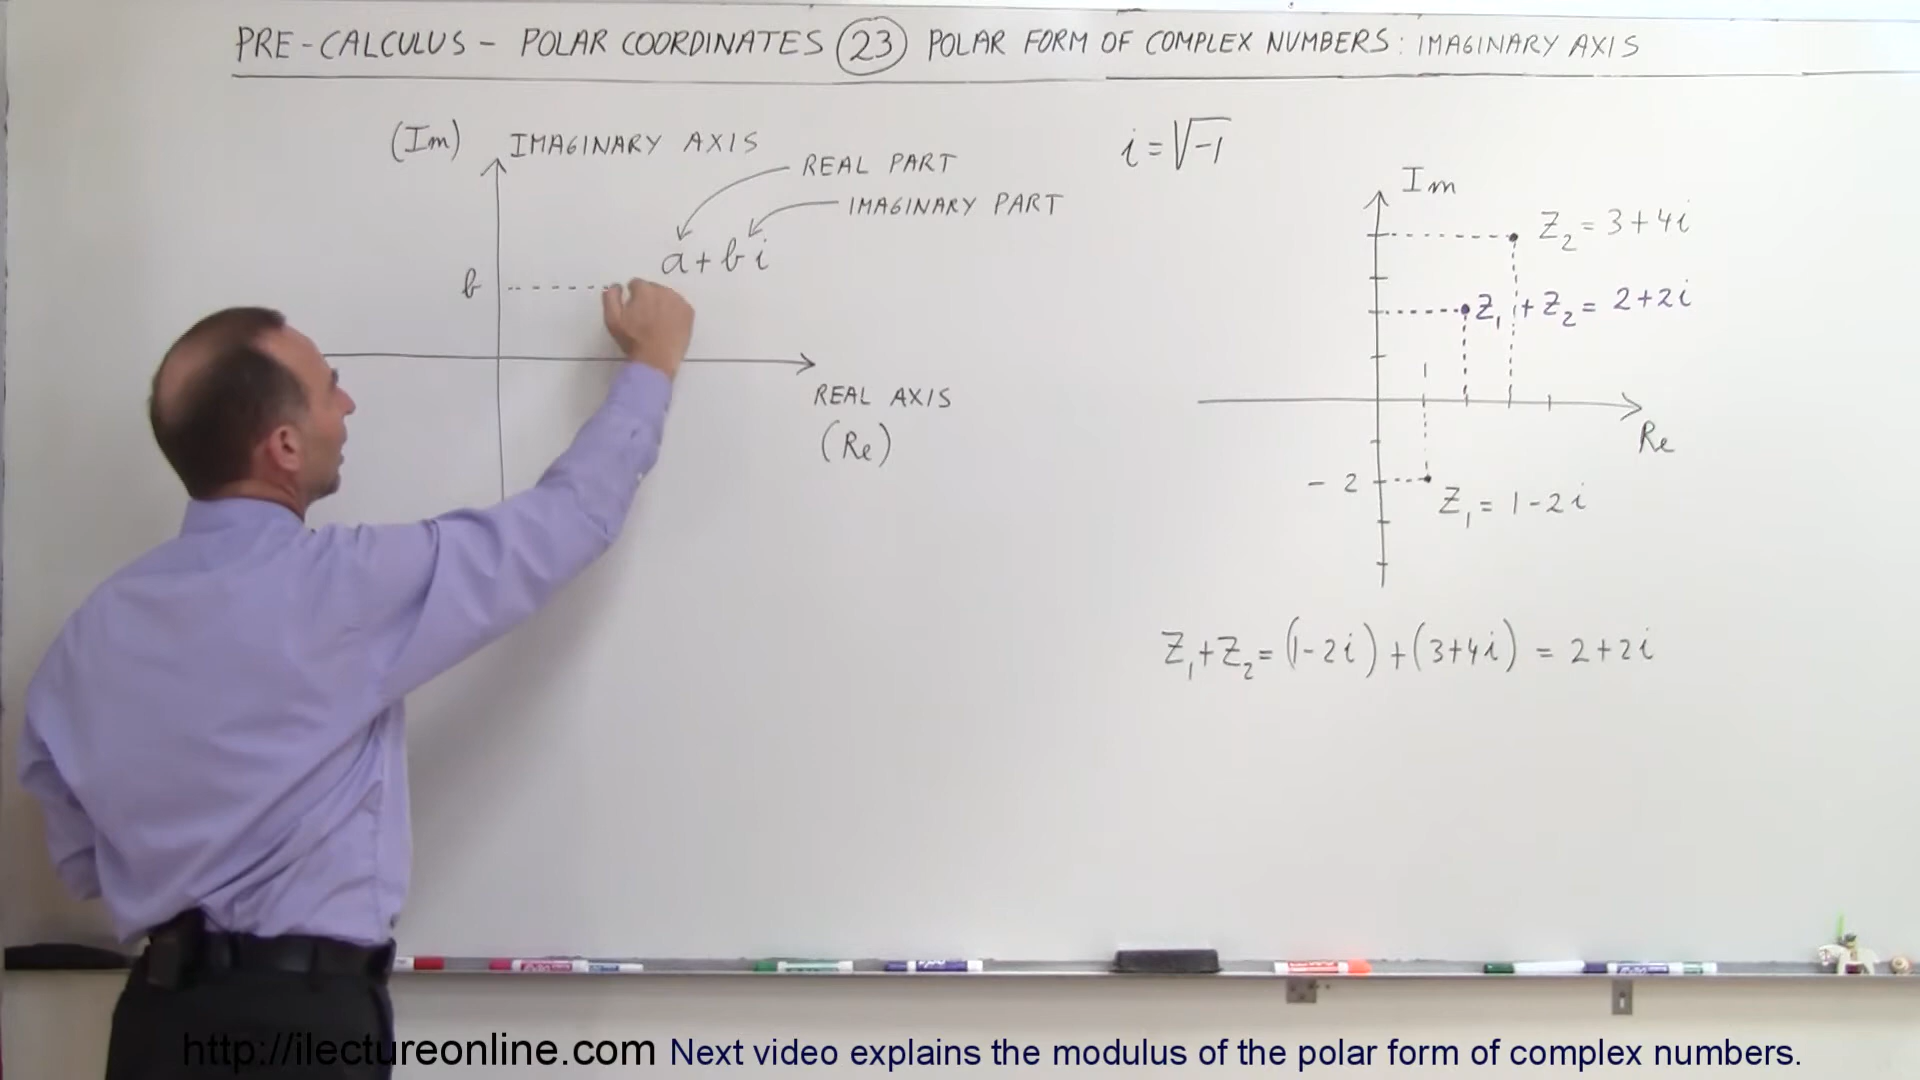 PRE-CALCULUS - POLAR COORDINATES 23 POLAR FORM OF COMPLEX NUMBERS: IMAGINARY AXIS
(Im) IMAGINARY AXIS
REAL PART
IMAGINARY PART
a+bi
b
REAL AXIS
(Re)
i=√-1
Im
Z₂=3+4i
Z₁+Z₂=2+2i
1
Re
-2
Z₁=1-2i
Z₁+Z₂=(1-2i)+(3+4i)=2+2i
http://ilectureonline.com Next video explains the modulus of the polar form of complex numbers.